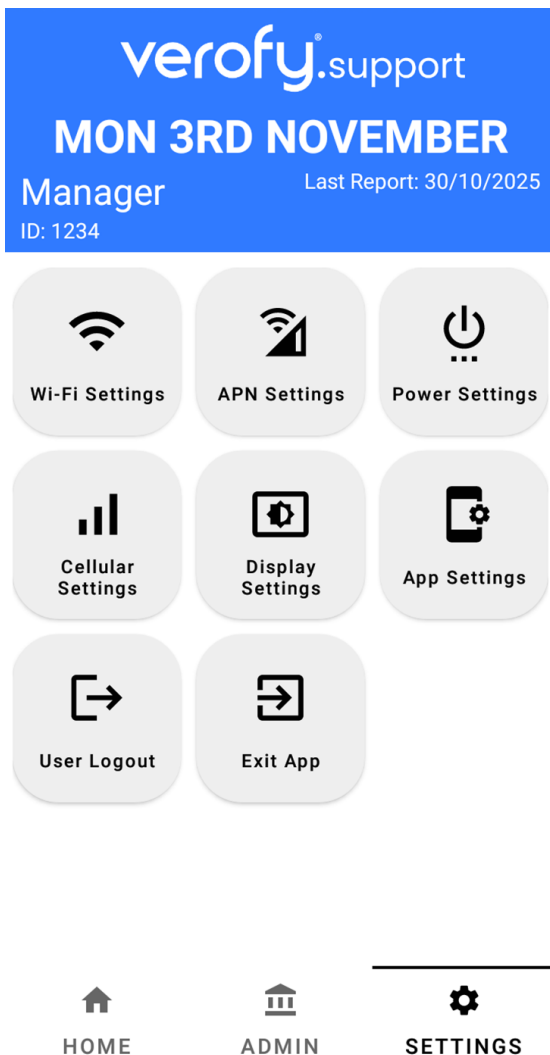 verofy®.support
MON 3RD NOVEMBER
Manager
Last Report: 30/10/2025
ID: 1234
Wi-Fi Settings
APN Settings
Power Settings
Cellular
Settings
Display
Settings
App Settings
User Logout
Exit App
HOME
ADMIN
SETTINGS